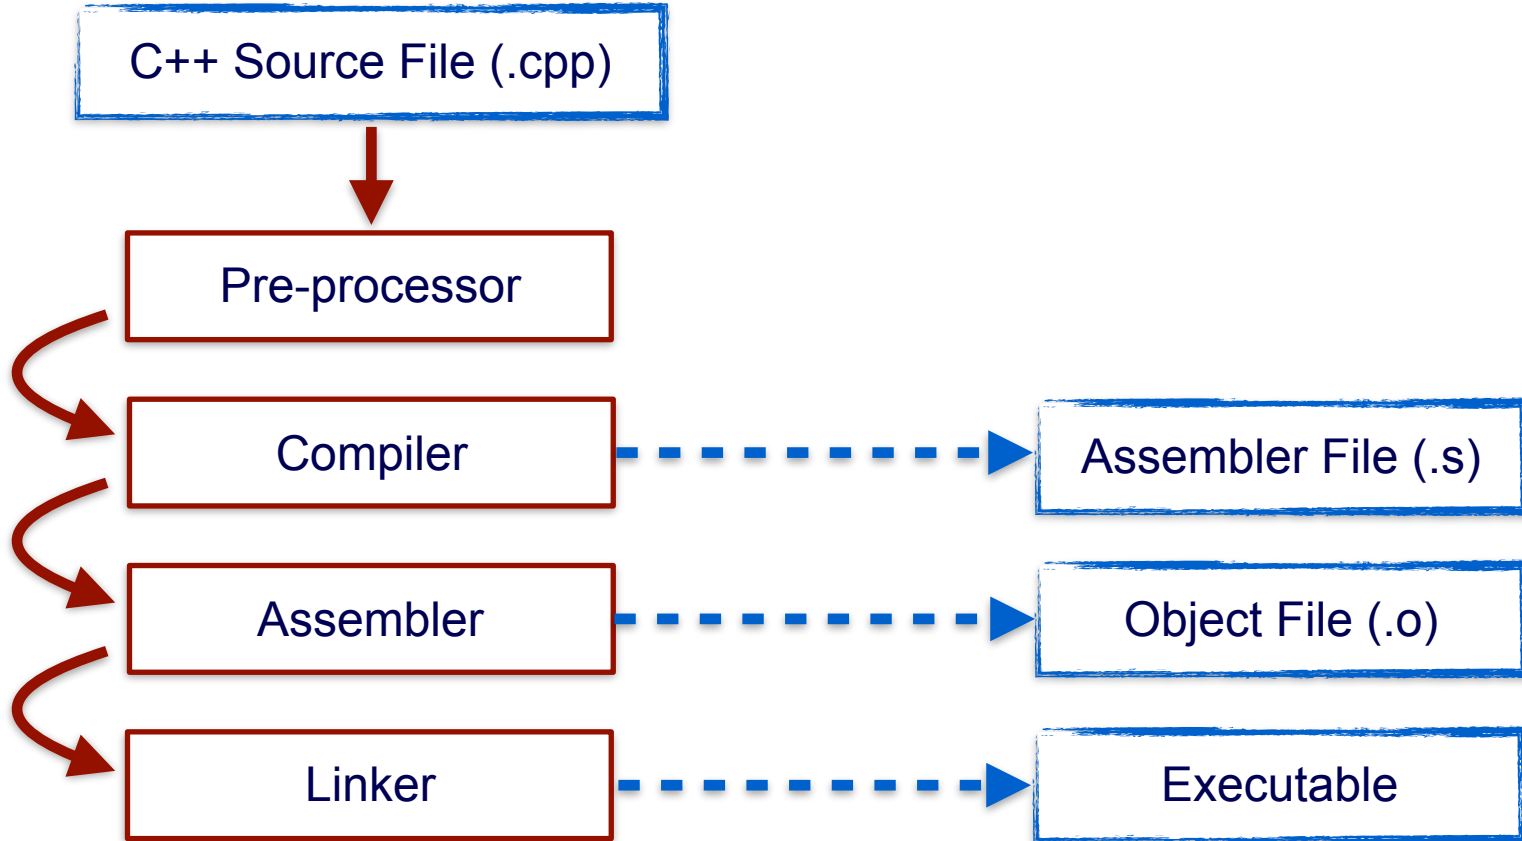 C++ Source File (.cpp)
Pre-processor
Compiler
Assembler File (.s)
Assembler
Object File (.o)
Linker
Executable